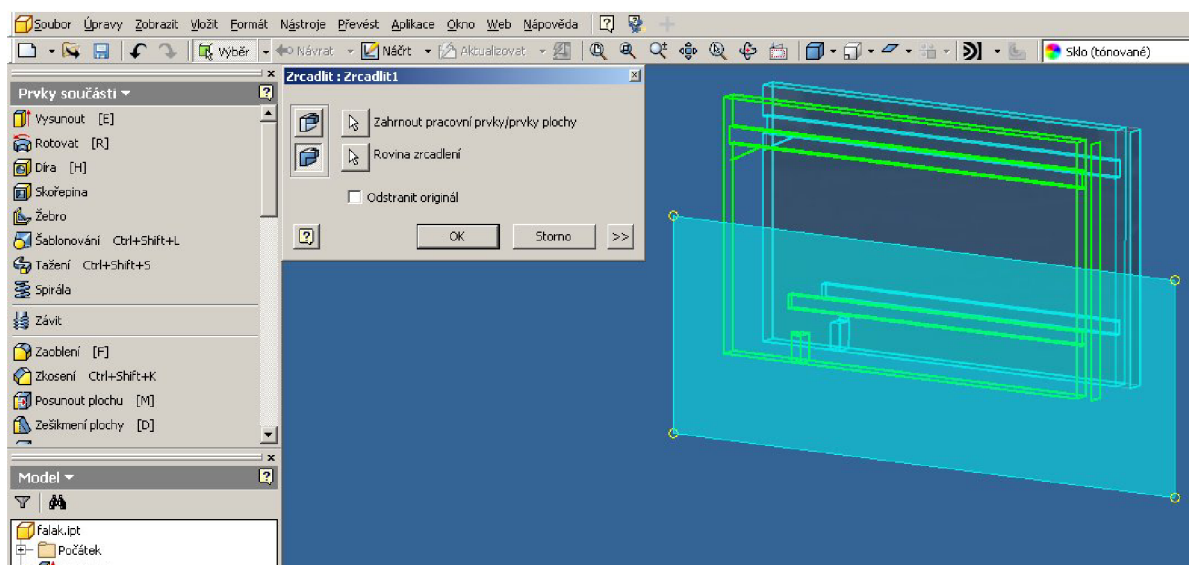 Soubor Úpravy Zobrazit Vložit Formát Nástroje Převést Aplikace Okno Web Nápověda
Výběr Návrat Náčrt Aktualizovat Sklo (tónované)
Zrcadlit : Zrcadlit1
Prvky součásti
Vysunout [E]
Rotovat [R]
Díra [H]
Skořepina
Žebro
Šablonování Ctrl+Shift+L
Tažení Ctrl+Shift+S
Spirála
Závit
Zaoblení [F]
Zkosení Ctrl+Shift+K
Posunout plochu [M]
Zešikmení plochy [D]
Zahrnout pracovní prvky/prvky plochy
Rovina zrcadlení
Odstranit originál
OK Storno >>
Model
falak.ipt
Počátek